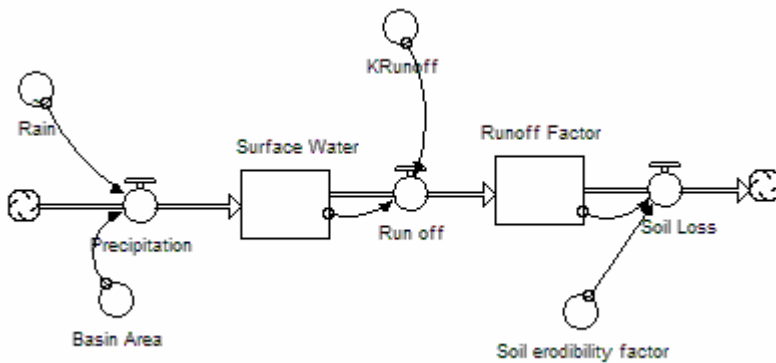 KRunoff
Rain
Surface Water
Runoff Factor
Precipitation
Run off
Soil Loss
Basin Area
Soil erodibility factor